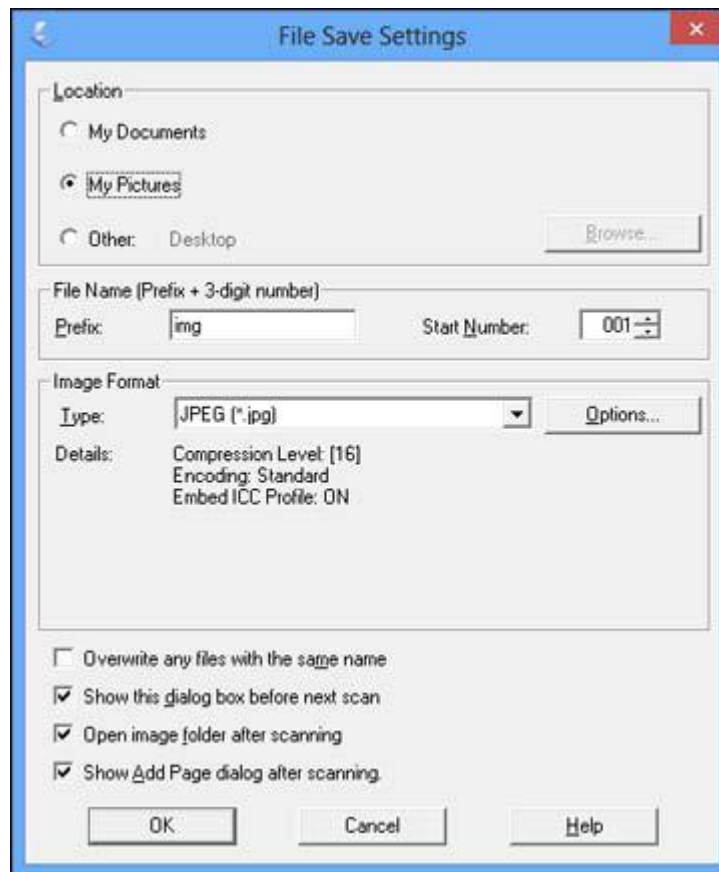 File Save Settings
Location
My Documents
My Pictures
Other: Desktop Browse...
File Name (Prefix + 3-digit number)
Prefix: img Start Number: 001
Image Format
Type: JPEG (*.jpg) Options...
Details: Compression Level: [16]
Encoding: Standard
Embed ICC Profile: ON
Overwrite any files with the same name
Show this dialog box before next scan
Open image folder after scanning
Show Add Page dialog after scanning.
OK Cancel Help